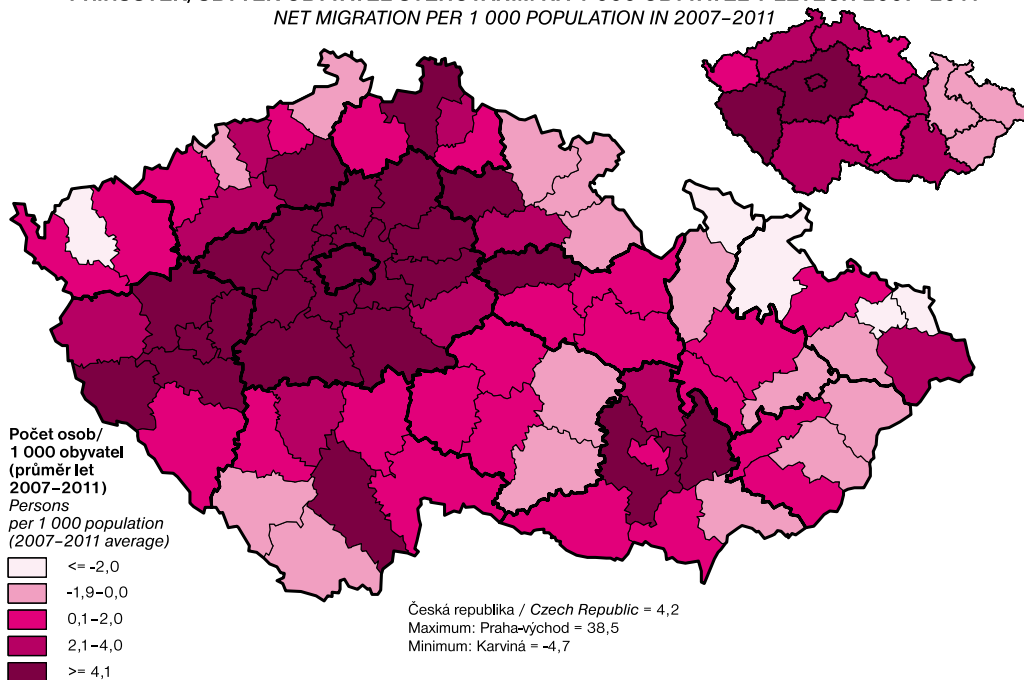 NET MIGRATION PER 1 000 POPULATION IN 2007–2011
Počet osob/
1 000 obyvatel
(průměr let
2007–2011)
Persons
per 1 000 population
(2007–2011 average)
<= -2,0
-1,9–0,0
0,1–2,0
2,1–4,0
>= 4,1
Česká republika / Czech Republic = 4,2
Maximum: Praha-východ = 38,5
Minimum: Karviná = -4,7